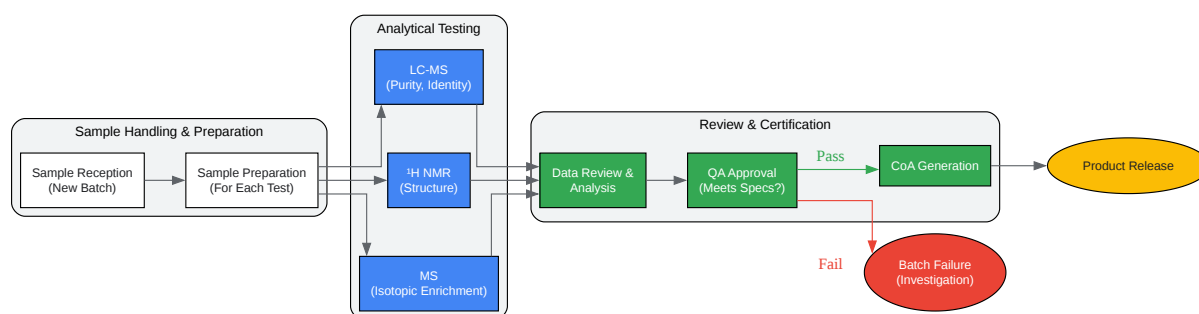 Analytical Testing
LC-MS
(Purity, Identity)
Sample Handling & Preparation
Review & Certification
Sample Reception
(New Batch)
Sample Preparation
(For Each Test)
¹H NMR
(Structure)
Data Review &
Analysis
QA Approval
(Meets Specs?)
Pass
CoA Generation
Product Release
MS
(Isotopic Enrichment)
Fail
Batch Failure
(Investigation)